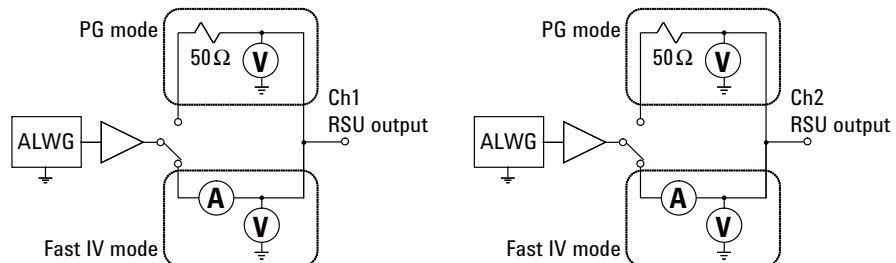 PG mode
50Ω
V
Ch1
RSU output
ALWG
A
V
Fast IV mode
PG mode
50Ω
V
Ch2
RSU output
ALWG
A
V
Fast IV mode